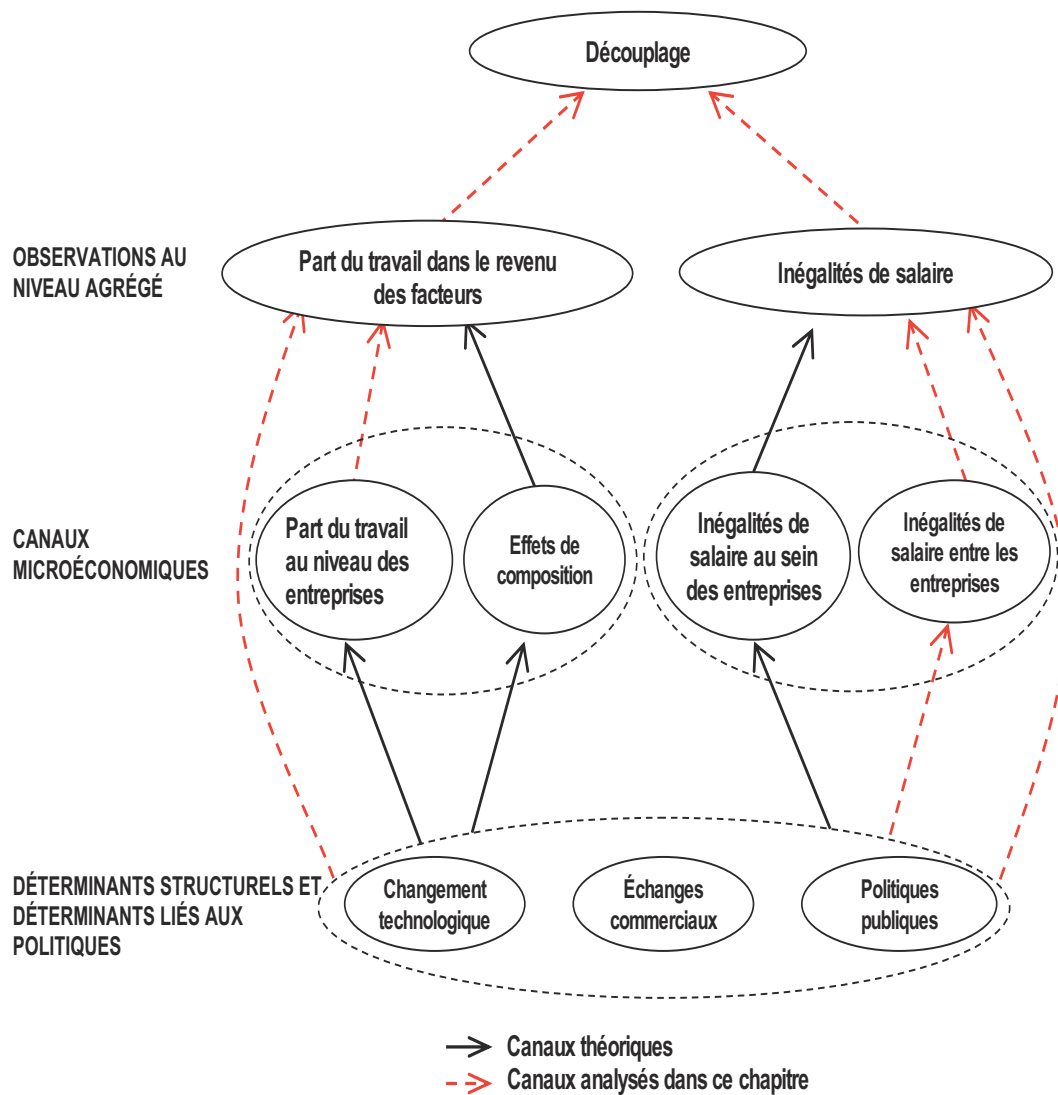 Découplage
OBSERVATIONS AU
NIVEAU AGRÉGÉ
Part du travail dans le revenu
des facteurs
Inégalités de salaire
CANAUX
MICROÉCONOMIQUES
Part du travail
au niveau des
entreprises
Effets de
composition
Inégalités de
salaire au sein
des entreprises
Inégalités de
salaire entre les
entreprises
DÉTERMINANTS STRUCTURELS ET
DÉTERMINANTS LIÉS AUX
POLITIQUES
Changement
technologique
Échanges
commerciaux
Politiques
publiques
Canaux théoriques
Canaux analysés dans ce chapitre